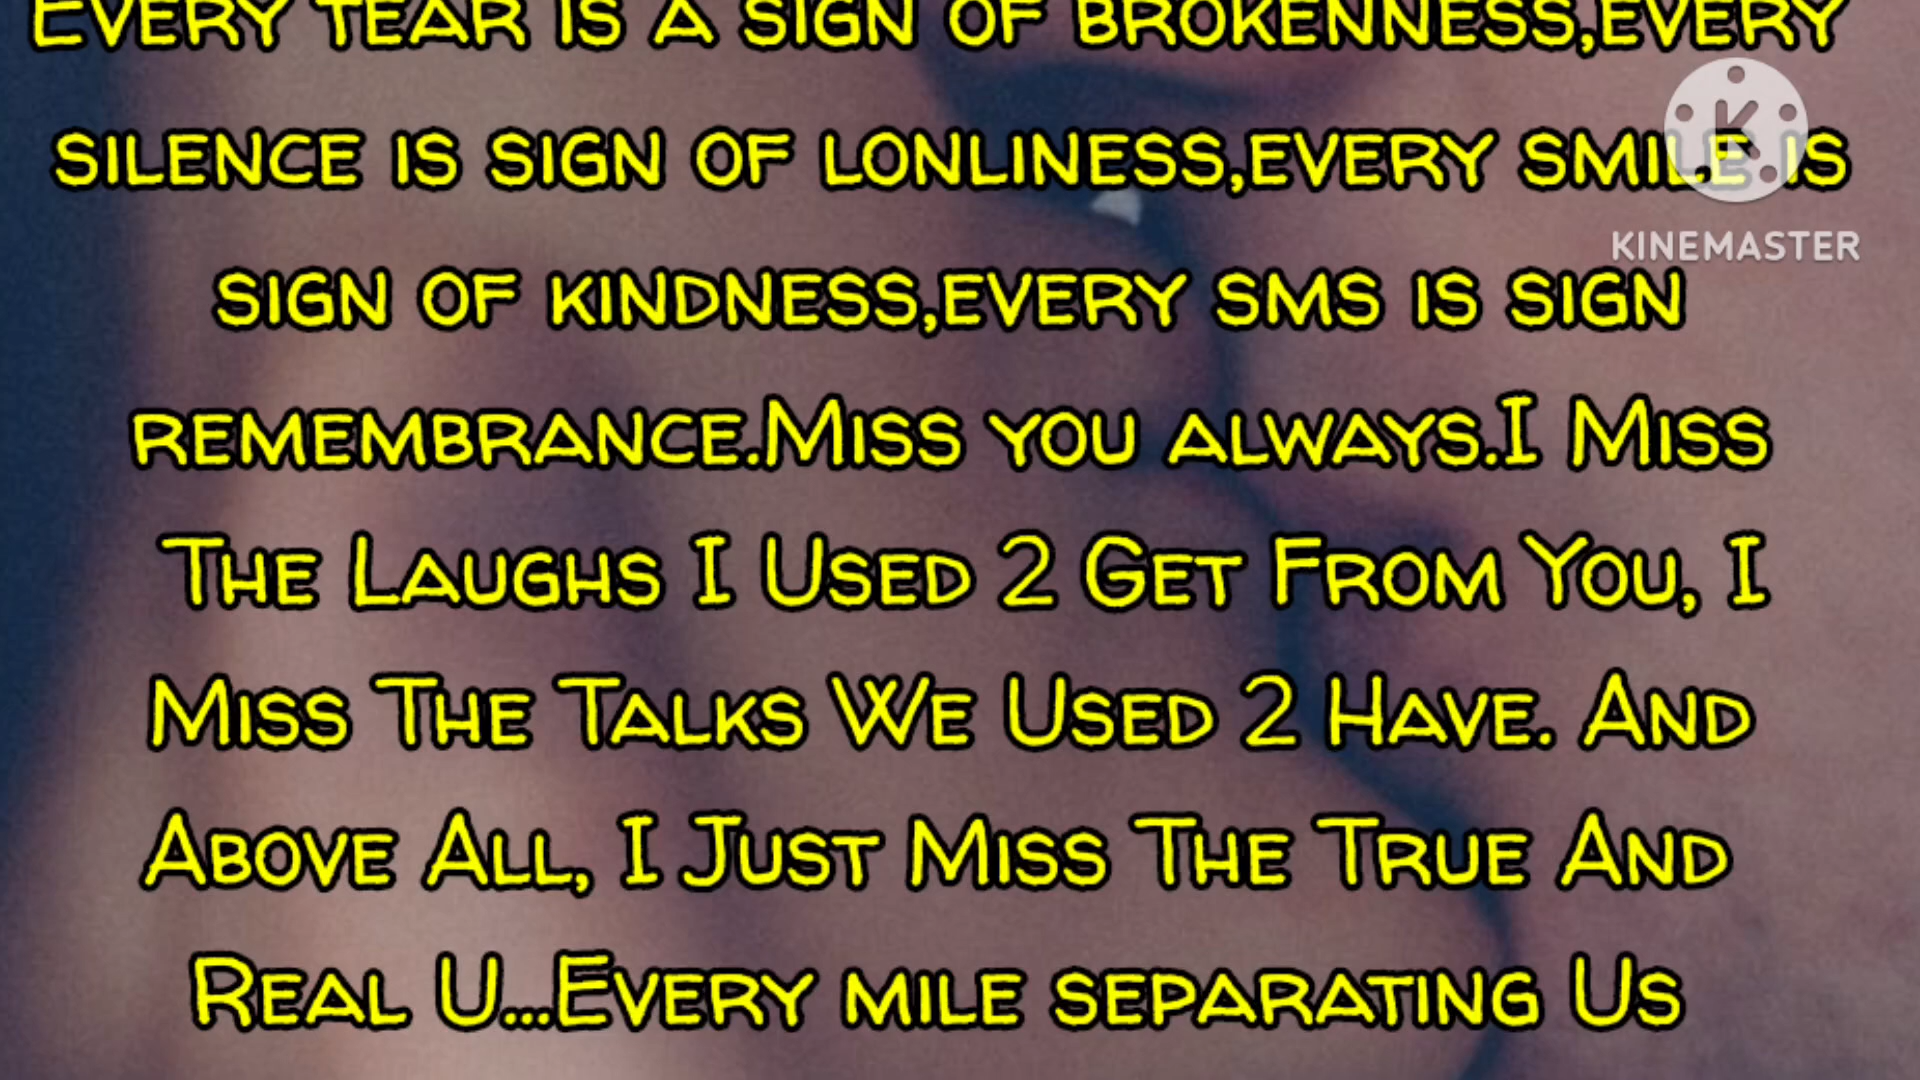 Every tear is a sign of brokenness,every
silence is sign of lonliness,every smile is
sign of kindness,every sms is sign
remembrance.Miss you always.I Miss
The Laughs I Used 2 Get From You, I
Miss The Talks We Used 2 Have. And
Above All, I Just Miss The True And
Real U...Every mile separating Us
K
KINEMASTER